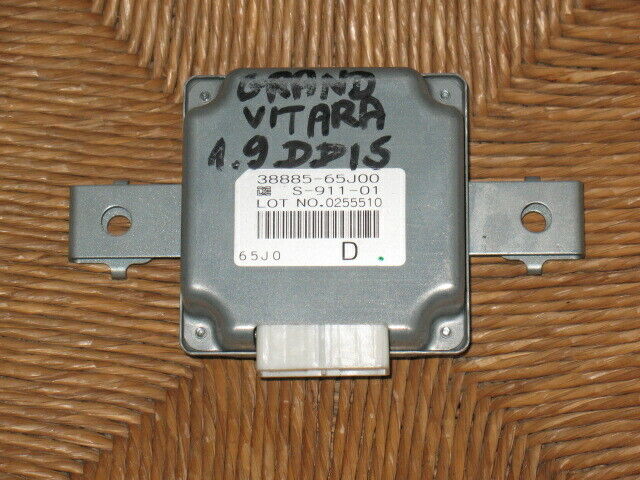 GRAND
VITARA
1.9 DDIS
38885-65J00
S-911-01
LOT NO.0255510
65J0 D